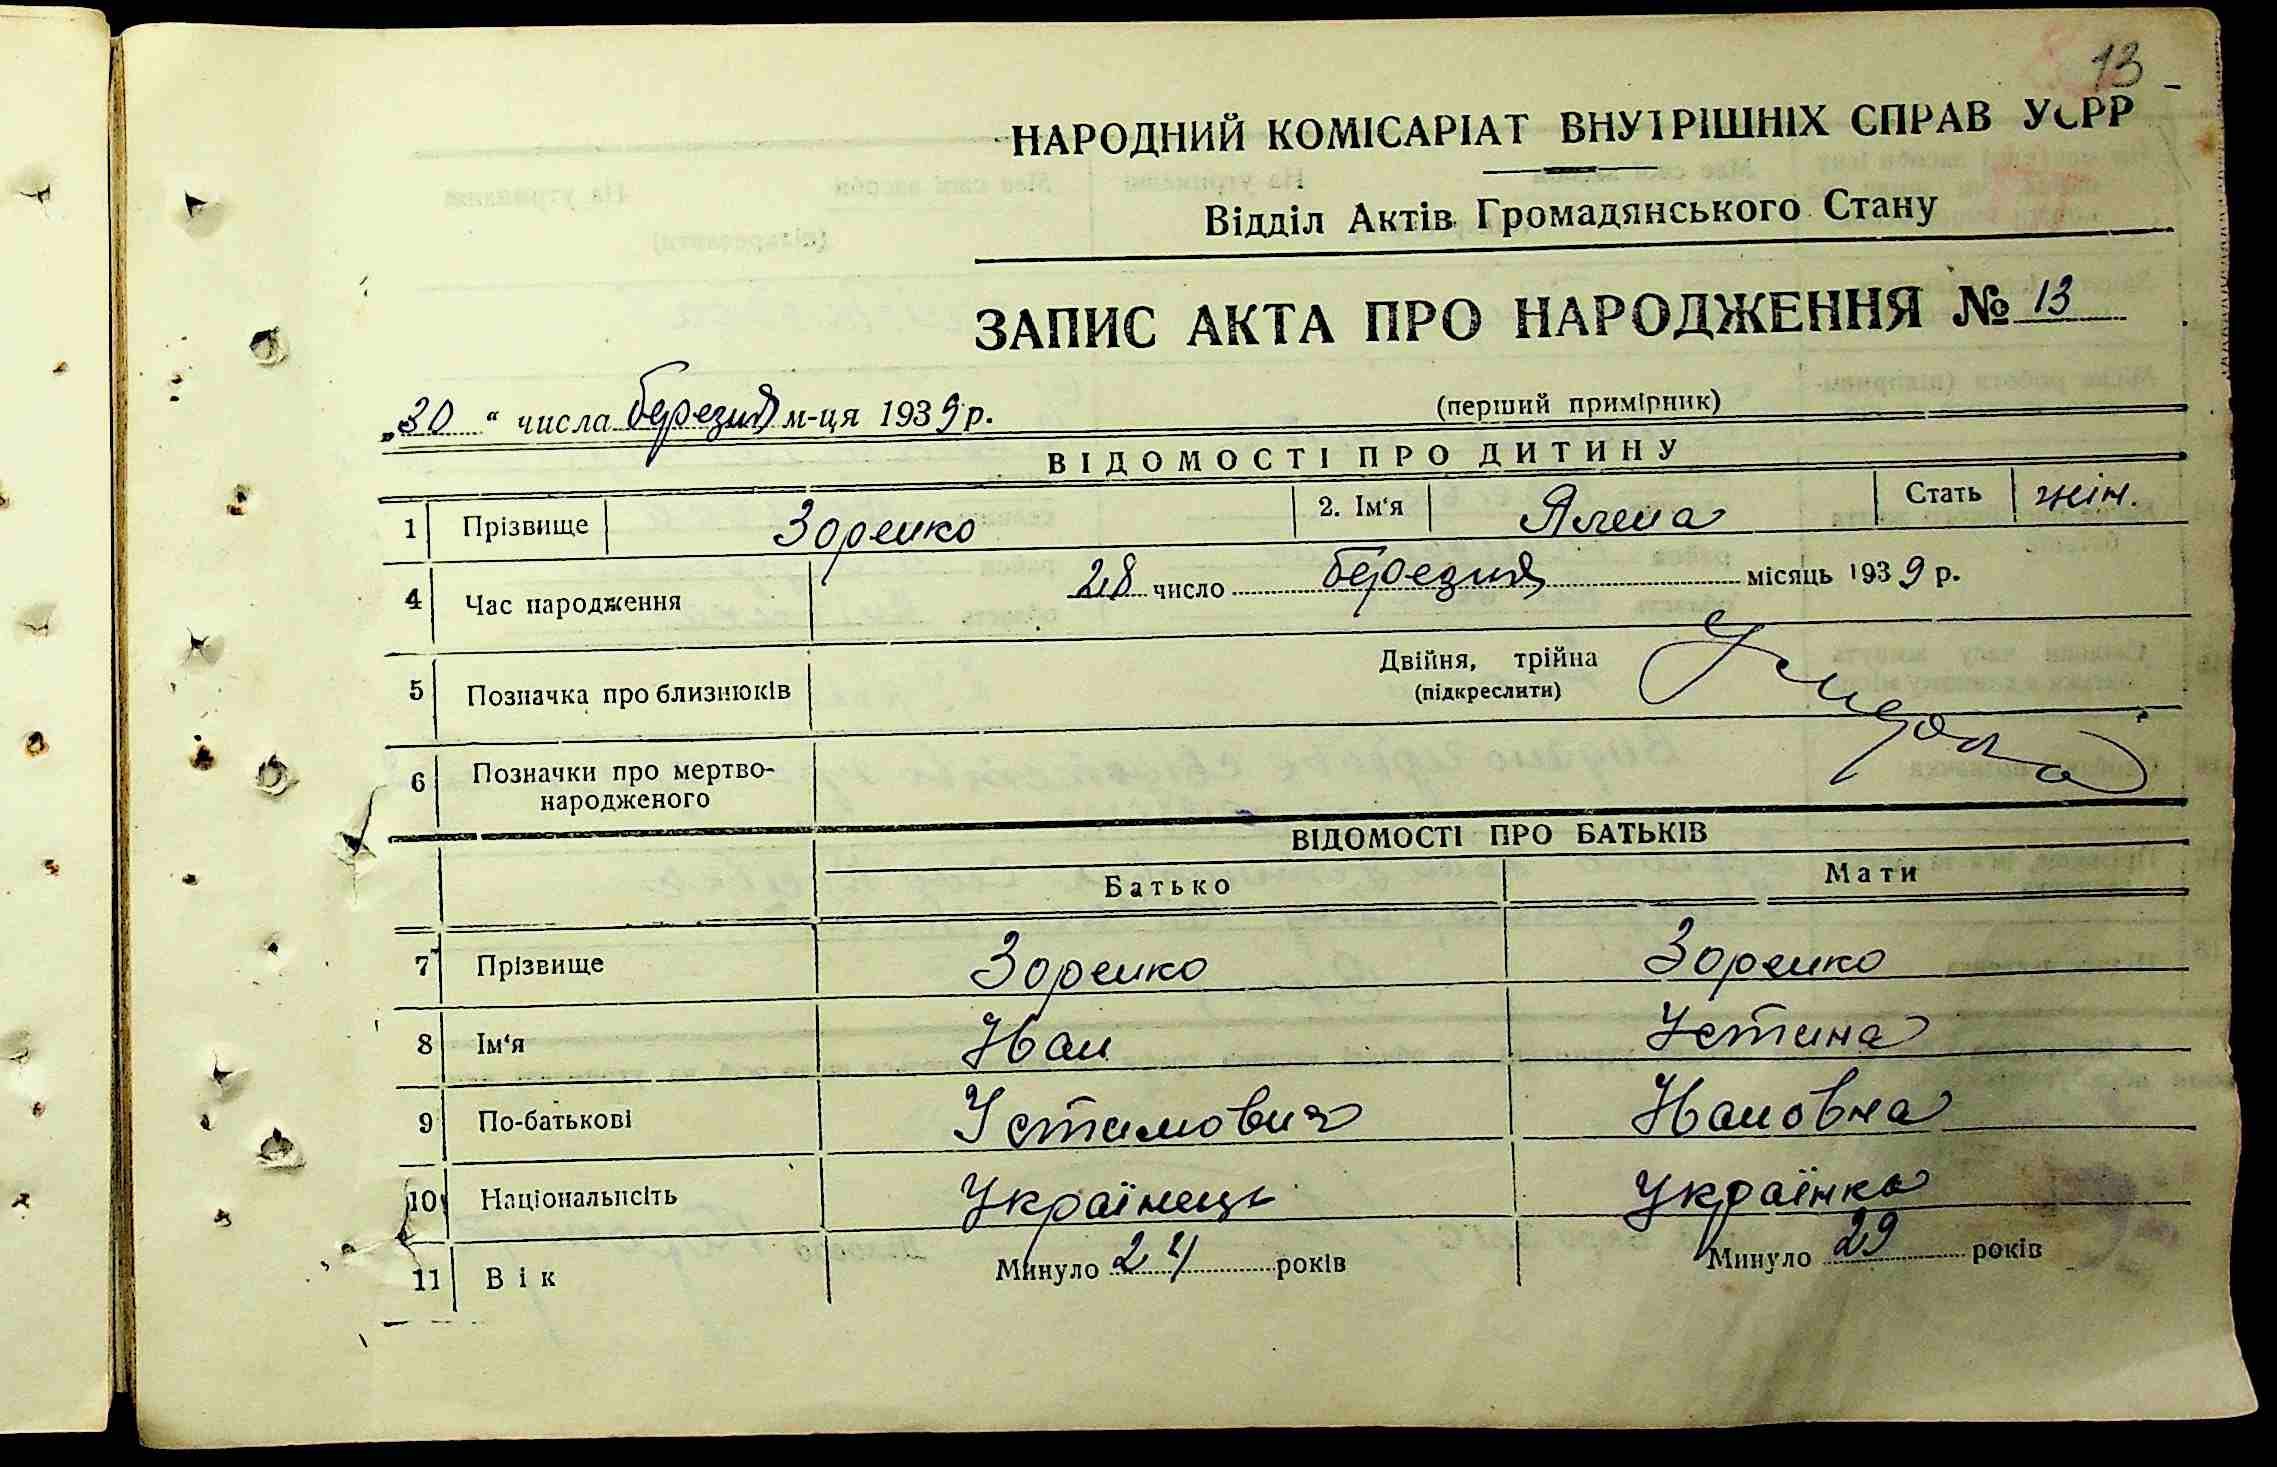 13
НАРОДНИЙ КОМІСАРІАТ ВНУТРІШНІХ СПРАВ УСРР
Відділ Актів Громадянського Стану
ЗАПИС АКТА ПРО НАРОДЖЕННЯ № 13
„30“ числа березня м-ця 1939 р. (перший примірник)
ВІДОМОСТІ ПРО ДИТИНУ
1 Прізвище Зоренко 2. Ім‘я Ялена Стать жін.
4 Час народження 28 число березня місяць 1939 р.
5 Позначка про близнюків Двійня, трійна
(підкреслити)
6 Позначки про мертво-
народженого
ВІДОМОСТІ ПРО БАТЬКІВ
Батько Мати
7 Прізвище Зоренко Зоренко
8 Ім‘я Іван Устина
9 По-батькові Устимович Івановна
10 Національність Українець Українка
11 Вік Минуло 24 років Минуло 29 років